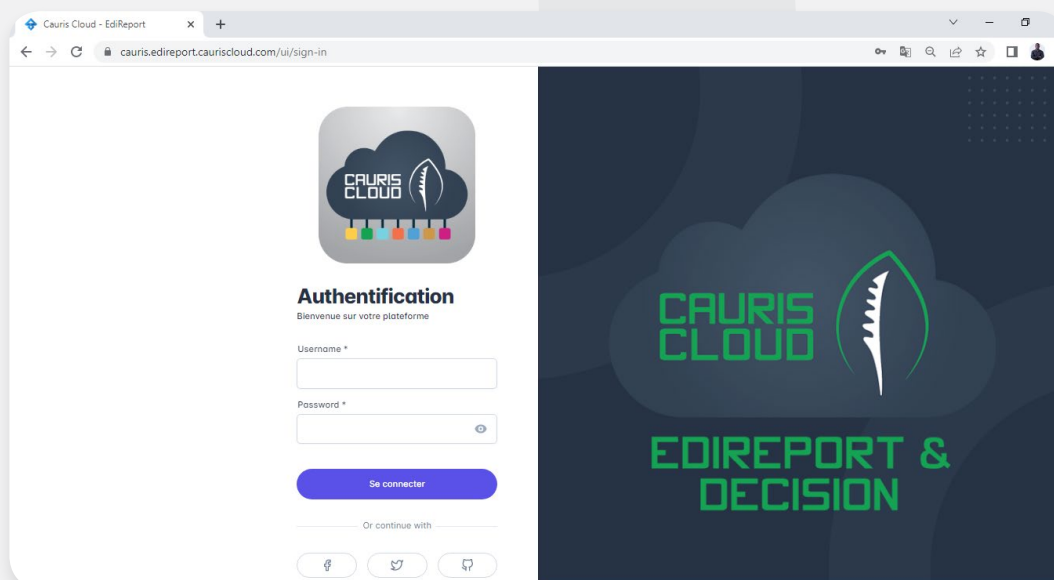 Cauris Cloud - EdiReport
cauris.edireport.cauriscloud.com/ui/sign-in
CAURIS
CLOUD
Authentification
Bienvenue sur votre plateforme
Username *
Password *
Se connecter
Or continue with
CAURIS
CLOUD
EDIREPORT &
DECISION